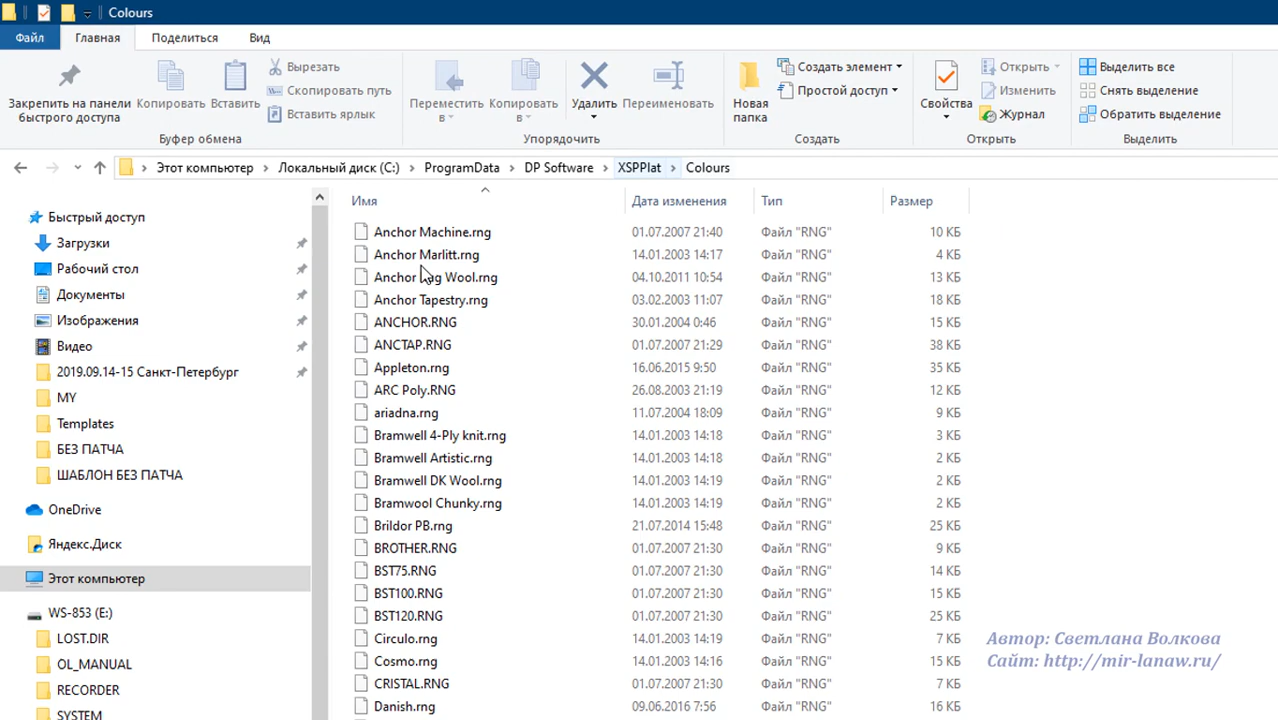 Colours
Файл Главная Поделиться Вид
Закрепить на панели быстрого доступа
Копировать
Вставить
Вырезать
Скопировать путь
Вставить ярлык
Буфер обмена
Переместить в
Копировать в
Удалить
Переименовать
Упорядочить
Новая папка
Создать элемент
Простой доступ
Создать
Свойства
Открыть
Изменить
Журнал
Открыть
Выделить все
Снять выделение
Обратить выделение
Выделить
Этот компьютер Локальный диск (C:) ProgramData DP Software XSPPlat Colours
Быстрый доступ
Загрузки
Рабочий стол
Документы
Изображения
Видео
2019.09.14-15 Санкт-Петербург
MY
Templates
БЕЗ ПАТЧА
ШАБЛОН БЕЗ ПАТЧА
OneDrive
Яндекс.Диск
Этот компьютер
WS-853 (E:)
LOST.DIR
OL_MANUAL
RECORDER
SYSTEM
Имя Дата изменения Тип Размер
Anchor Machine.rng 01.07.2007 21:40 Файл "RNG" 10 КБ
Anchor Marlitt.rng 14.01.2003 14:17 Файл "RNG" 4 КБ
Anchor Wool.rng 04.10.2011 10:54 Файл "RNG" 13 КБ
Anchor Tapestry.rng 03.02.2003 11:07 Файл "RNG" 18 КБ
ANCHOR.RNG 30.01.2004 0:46 Файл "RNG" 15 КБ
ANCTAP.RNG 01.07.2007 21:29 Файл "RNG" 38 КБ
Appleton.rng 16.06.2015 9:50 Файл "RNG" 35 КБ
ARC Poly.RNG 26.08.2003 21:19 Файл "RNG" 12 КБ
ariadna.rng 11.07.2004 18:09 Файл "RNG" 9 КБ
Bramwell 4-Ply knit.rng 14.01.2003 14:18 Файл "RNG" 3 КБ
Bramwell Artistic.rng 14.01.2003 14:18 Файл "RNG" 2 КБ
Bramwell DK Wool.rng 14.01.2003 14:19 Файл "RNG" 2 КБ
Bramwool Chunky.rng 14.01.2003 14:19 Файл "RNG" 2 КБ
Brildor PB.rng 21.07.2014 15:48 Файл "RNG" 25 КБ
BROTHER.RNG 01.07.2007 21:30 Файл "RNG" 9 КБ
BST75.RNG 01.07.2007 21:30 Файл "RNG" 14 КБ
BST100.RNG 01.07.2007 21:30 Файл "RNG" 15 КБ
BST120.RNG 01.07.2007 21:30 Файл "RNG" 25 КБ
Circulo.rng 14.01.2003 14:19 Файл "RNG" 7 КБ
Cosmo.rng 14.01.2003 14:16 Файл "RNG" 15 КБ
CRISTAL.RNG 01.07.2007 21:30 Файл "RNG" 7 КБ
Danish.rng 09.06.2016 7:56 Файл "RNG" 16 КБ
Автор: Светлана Волкова
Сайт: http://mir-lanaw.ru/